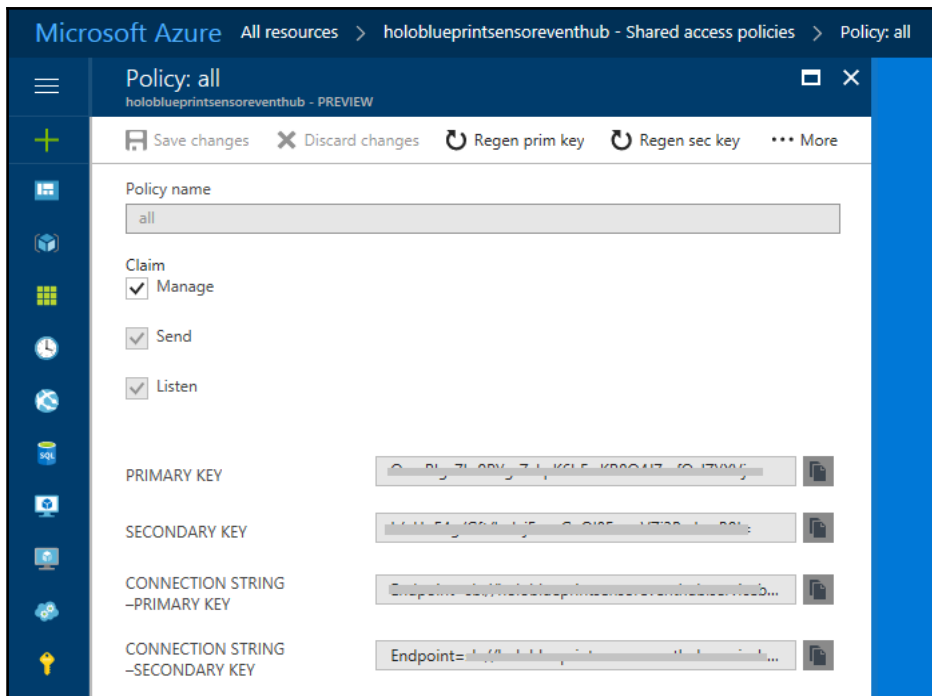 Microsoft Azure All resources > holoblueprintsensoreventhub - Shared access policies > Policy: all
Policy: all
holoblueprintsensoreventhub - PREVIEW
Save changes Discard changes Regen prim key Regen sec key ••• More
Policy name
all
Claim
Manage
Send
Listen
PRIMARY KEY
SECONDARY KEY
CONNECTION STRING
–PRIMARY KEY
CONNECTION STRING
–SECONDARY KEY
Endpoint=
SQL